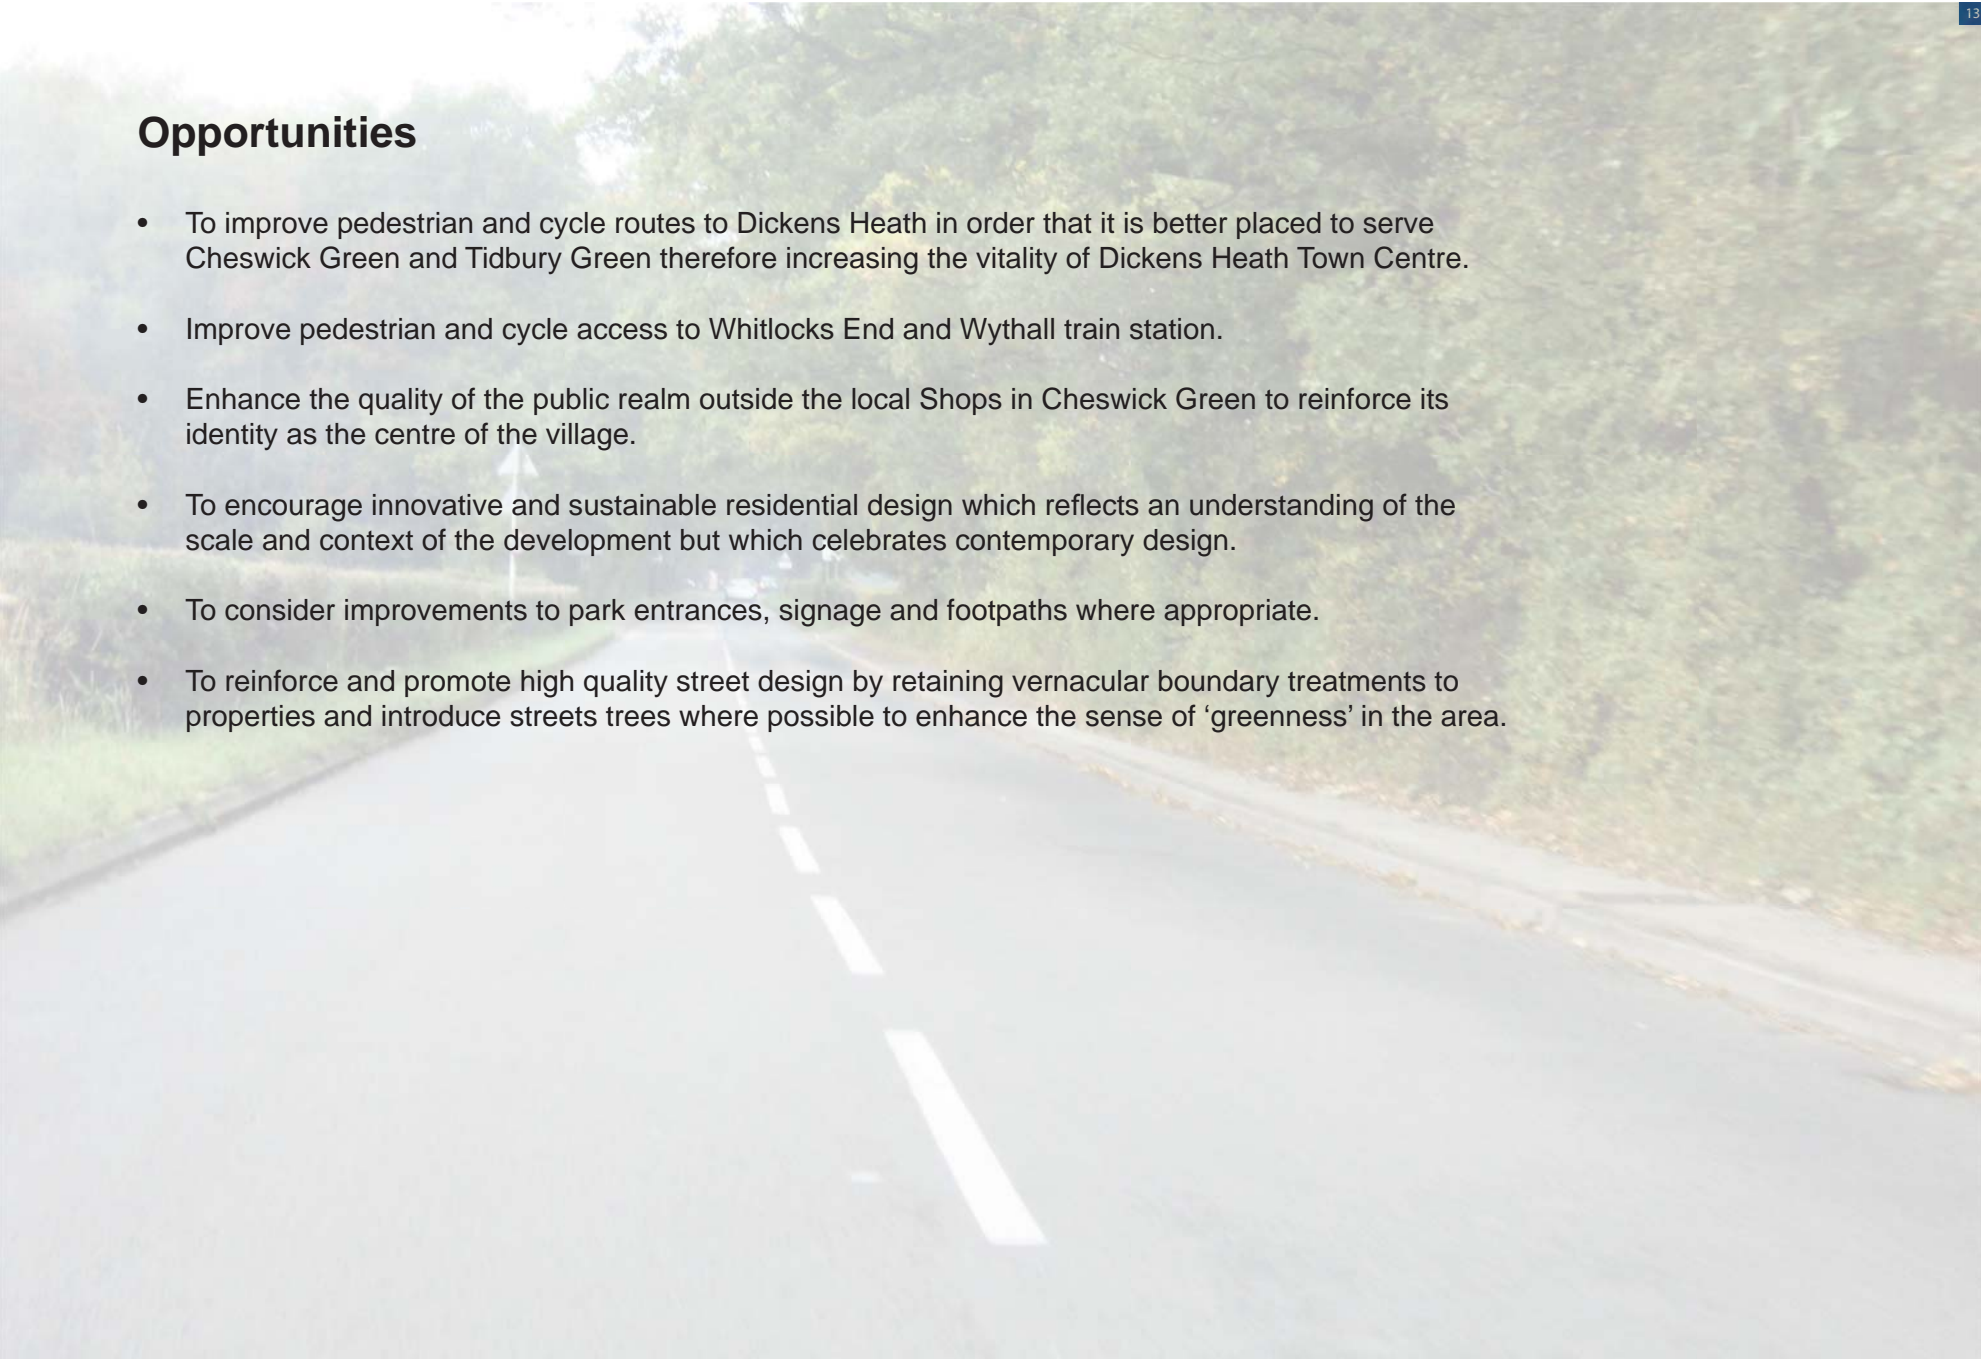 13
Opportunities
• To improve pedestrian and cycle routes to Dickens Heath in order that it is better placed to serve
Cheswick Green and Tidbury Green therefore increasing the vitality of Dickens Heath Town Centre.
• Improve pedestrian and cycle access to Whitlocks End and Wythall train station.
• Enhance the quality of the public realm outside the local Shops in Cheswick Green to reinforce its
identity as the centre of the village.
• To encourage innovative and sustainable residential design which reflects an understanding of the
scale and context of the development but which celebrates contemporary design.
• To consider improvements to park entrances, signage and footpaths where appropriate.
• To reinforce and promote high quality street design by retaining vernacular boundary treatments to
properties and introduce streets trees where possible to enhance the sense of ‘greenness’ in the area.